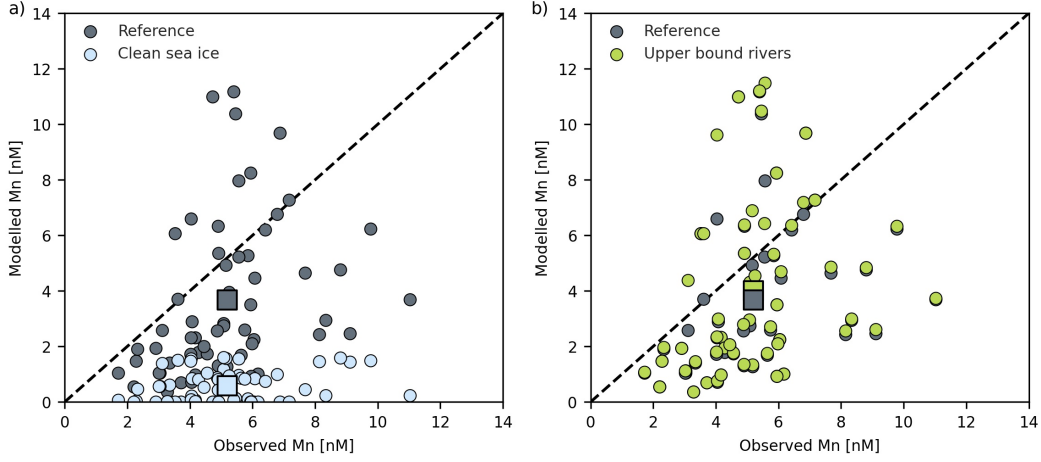 a)
Reference
Clean sea ice
Modelled Mn [nM]
14
12
10
8
6
4
2
0
0 2 4 6 8 10 12 14
Observed Mn [nM]
b)
Reference
Upper bound rivers
Modelled Mn [nM]
14
12
10
8
6
4
2
0
0 2 4 6 8 10 12 14
Observed Mn [nM]